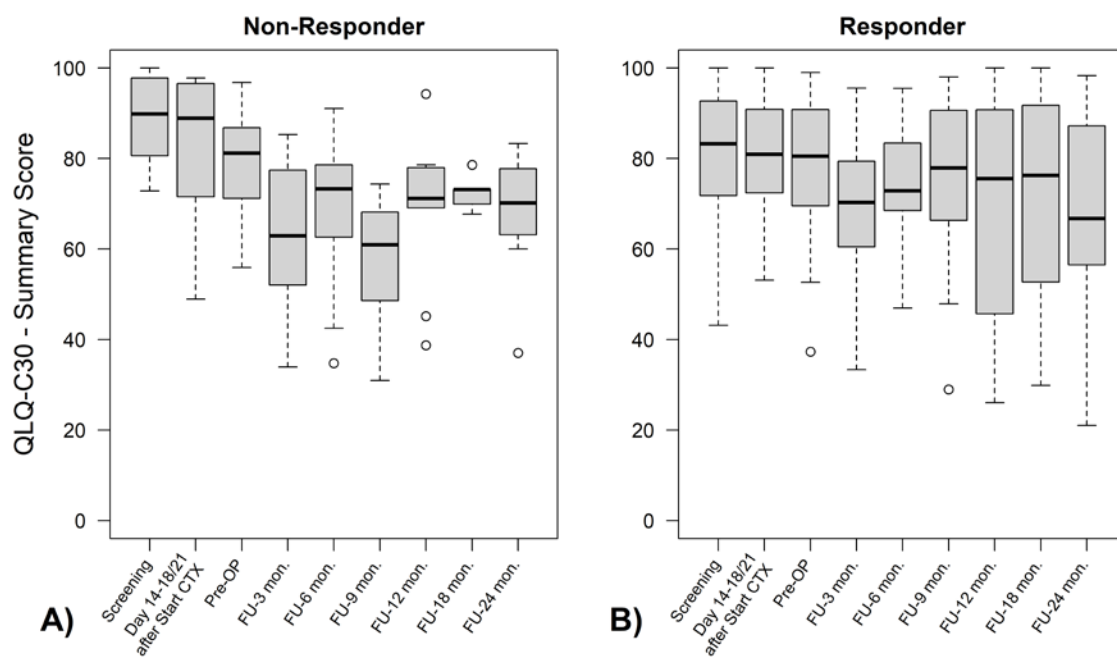 Non-Responder
Responder
QLQ-C30 - Summary Score
100
80
60
40
20
0
100
80
60
40
20
0
Screening
Day 14-18/21
after Start CTX
Pre-OP
FU-3 mon.
FU-6 mon.
FU-9 mon.
FU-12 mon.
FU-18 mon.
FU-24 mon.
Screening
Day 14-18/21
after Start CTX
Pre-OP
FU-3 mon.
FU-6 mon.
FU-9 mon.
FU-12 mon.
FU-18 mon.
FU-24 mon.
A)
B)